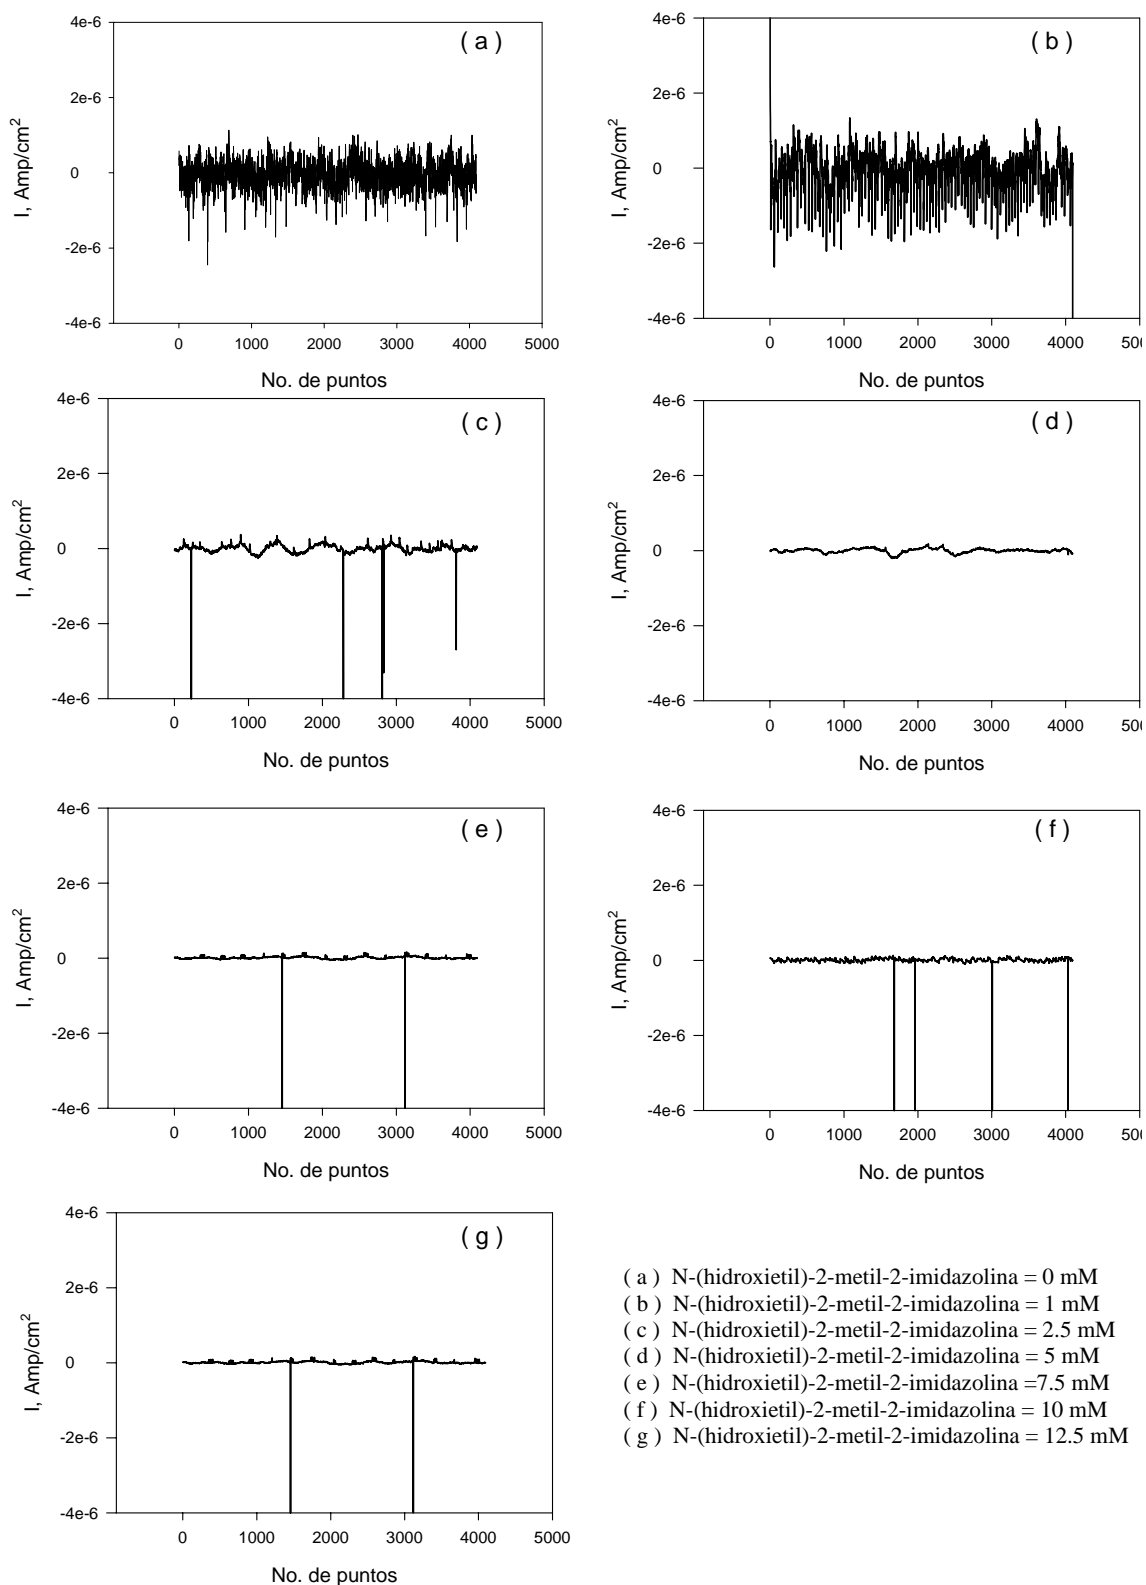 4e-6
( a )
2e-6
0
-2e-6
-4e-6
I, Amp/cm²
0 1000 2000 3000 4000 5000
No. de puntos
4e-6
( b )
2e-6
0
-2e-6
-4e-6
I, Amp/cm²
0 1000 2000 3000 4000 500
No. de puntos
4e-6
( c )
2e-6
0
-2e-6
-4e-6
I, Amp/cm²
0 1000 2000 3000 4000 5000
No. de puntos
4e-6
( d )
2e-6
0
-2e-6
-4e-6
I, Amp/cm²
0 1000 2000 3000 4000 500
No. de puntos
4e-6
( e )
2e-6
0
-2e-6
-4e-6
I, Amp/cm²
0 1000 2000 3000 4000 5000
No. de puntos
4e-6
( f )
2e-6
0
-2e-6
-4e-6
I, Amp/cm²
0 1000 2000 3000 4000 500
No. de puntos
4e-6
( g )
2e-6
0
-2e-6
-4e-6
I, Amp/cm²
0 1000 2000 3000 4000 5000
No. de puntos
( a ) N-(hidroxietil)-2-metil-2-imidazolina = 0 mM
( b ) N-(hidroxietil)-2-metil-2-imidazolina = 1 mM
( c ) N-(hidroxietil)-2-metil-2-imidazolina = 2.5 mM
( d ) N-(hidroxietil)-2-metil-2-imidazolina = 5 mM
( e ) N-(hidroxietil)-2-metil-2-imidazolina =7.5 mM
( f ) N-(hidroxietil)-2-metil-2-imidazolina = 10 mM
( g ) N-(hidroxietil)-2-metil-2-imidazolina = 12.5 mM